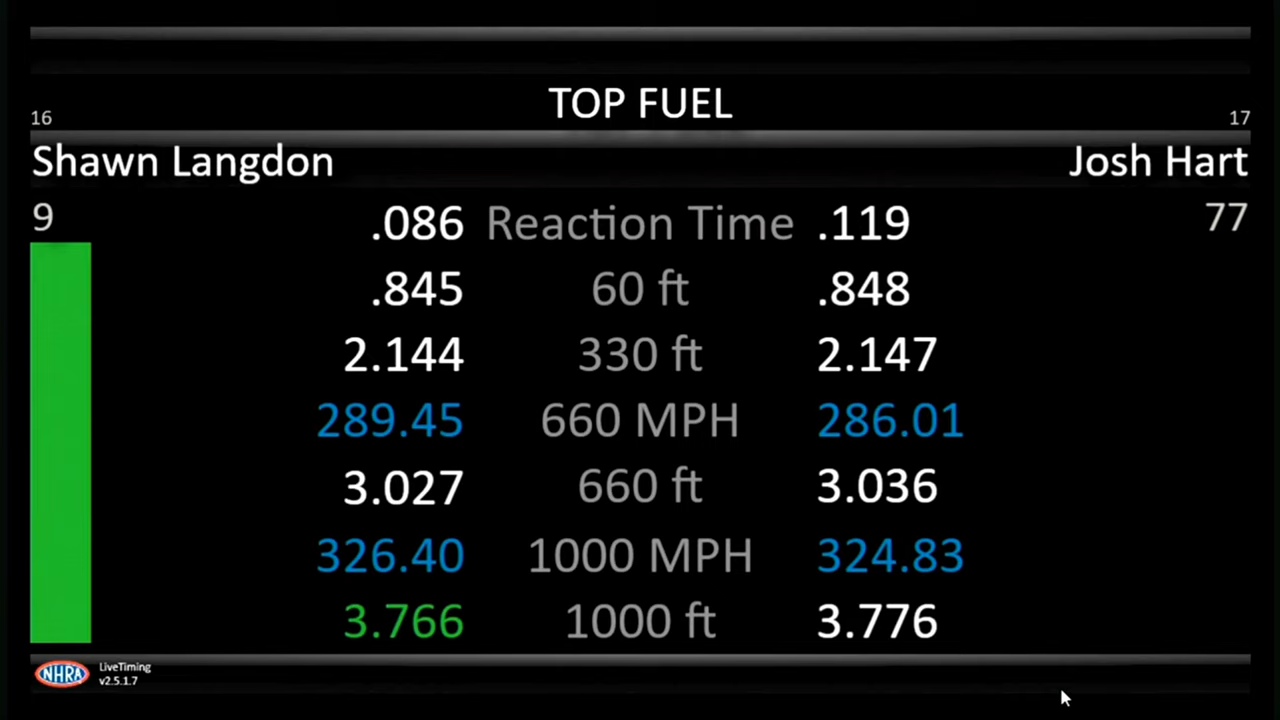 TOP FUEL
16 17
Shawn Langdon Josh Hart
9 .086 Reaction Time .119 77
.845 60 ft .848
2.144 330 ft 2.147
289.45 660 MPH 286.01
3.027 660 ft 3.036
326.40 1000 MPH 324.83
3.766 1000 ft 3.776
NHRA LiveTiming
v2.5.1.7